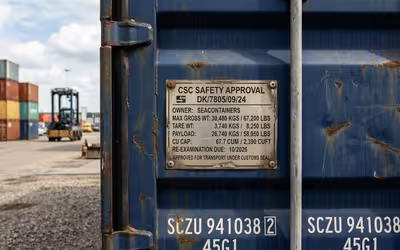 CSC SAFETY APPROVAL
DK/7805/09/24
OWNER: SEACONTAINERS
MAX GROSS WT: 30,480 KGS / 67,200 LBS
TARE WT: 3.740 KGS / 8,250 LBS
PAYLOAD: 26.740 KGS / 58,950 LBS
CU CAP: 67.7 CUM / 2,390 CUFT
RE-EXAMINATION DUE: 10/2026
APPROVED FOR TRANSPORT UNDER CUSTOMS SEAL
SCZU 941038 2
45G1
SCZU 941038
45G1